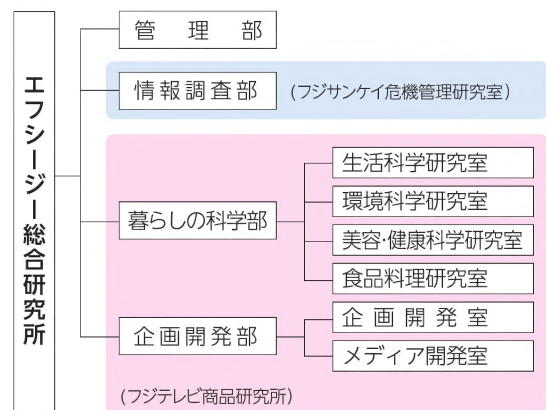 エフシージー総合研究所
管理部
情報調査部
(フジサンケイ危機管理研究室)
暮らしの科学部
生活科学研究室
環境科学研究室
美容・健康科学研究室
食品料理研究室
企画開発部
企画開発室
メディア開発室
(フジテレビ商品研究所)